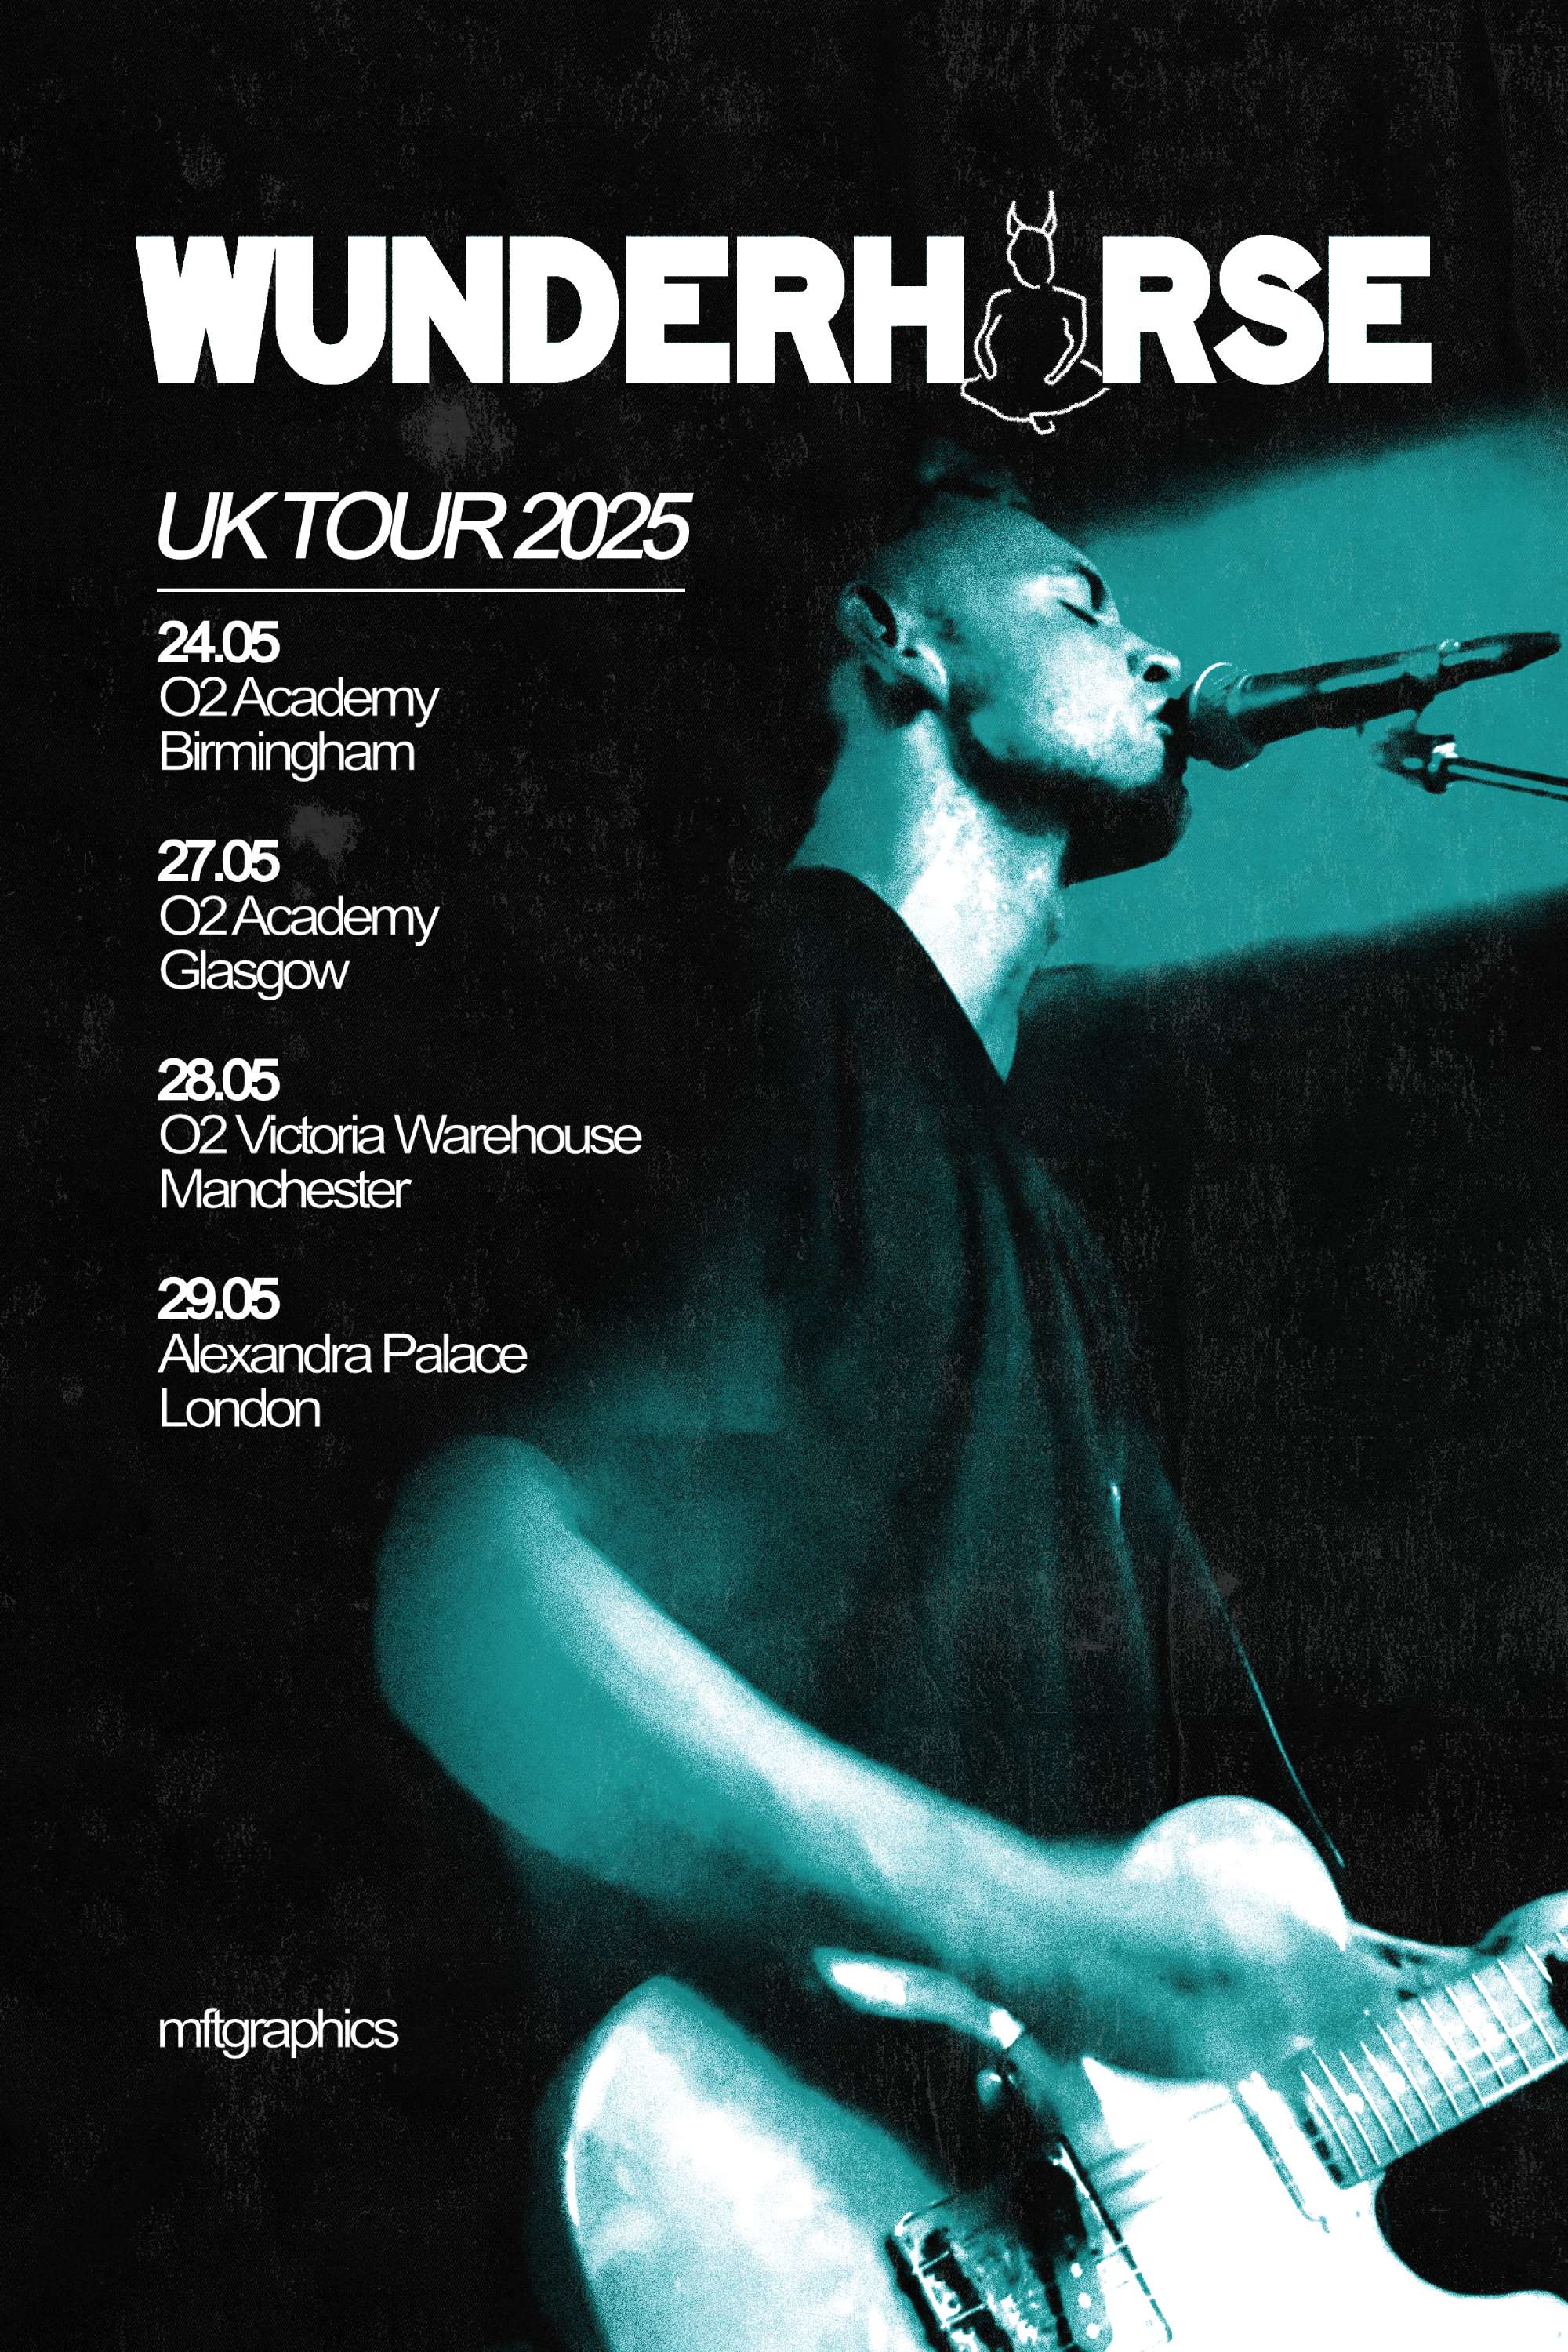 WUNDERHORSE
UK TOUR 2025
24.05
O2 Academy
Birmingham
27.05
O2 Academy
Glasgow
28.05
O2 Victoria Warehouse
Manchester
29.05
Alexandra Palace
London
mftgraphics